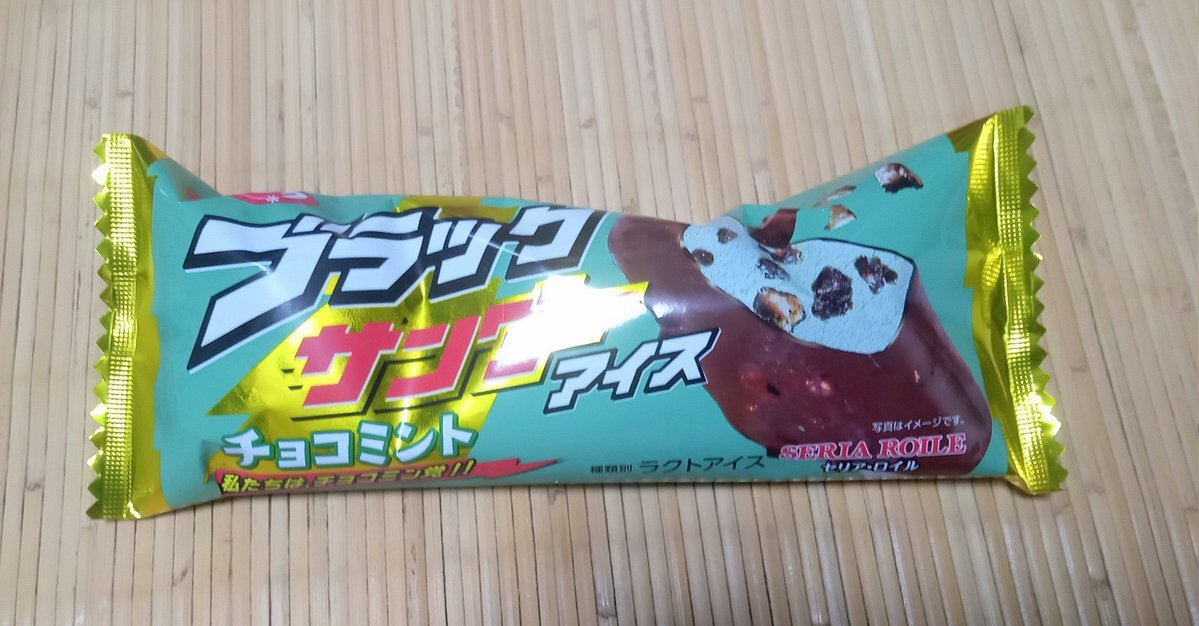 ブラック
サンダー
アイス
チョコミント
私たちは、チョコミン党!!
種類別 ラクトアイス
写真はイメージです。
SERIA ROILE
セリア・ロイル